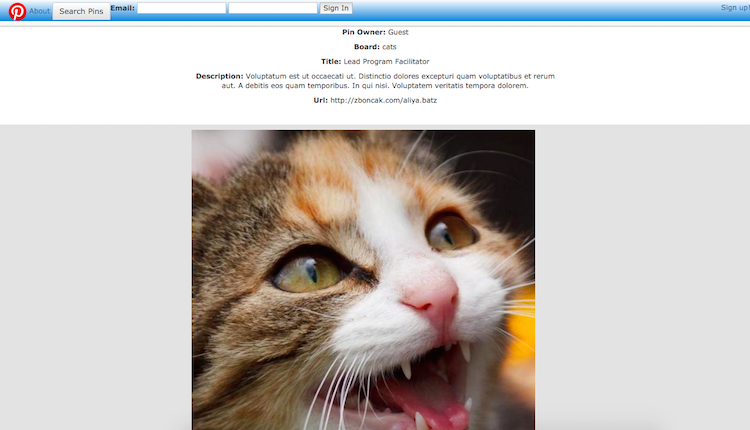 About Search Pins Email: Sign In Sign up!
Pin Owner: Guest
Board: cats
Title: Lead Program Facilitator
Description: Voluptatum est ut occaecati ut. Distinctio dolores excepturi quam voluptatibus et rerum
aut. A debitis eos quam temporibus. In qui nisi. Voluptatem veritatis tempora dolorem.
Url: http://zboncak.com/aliya.batz